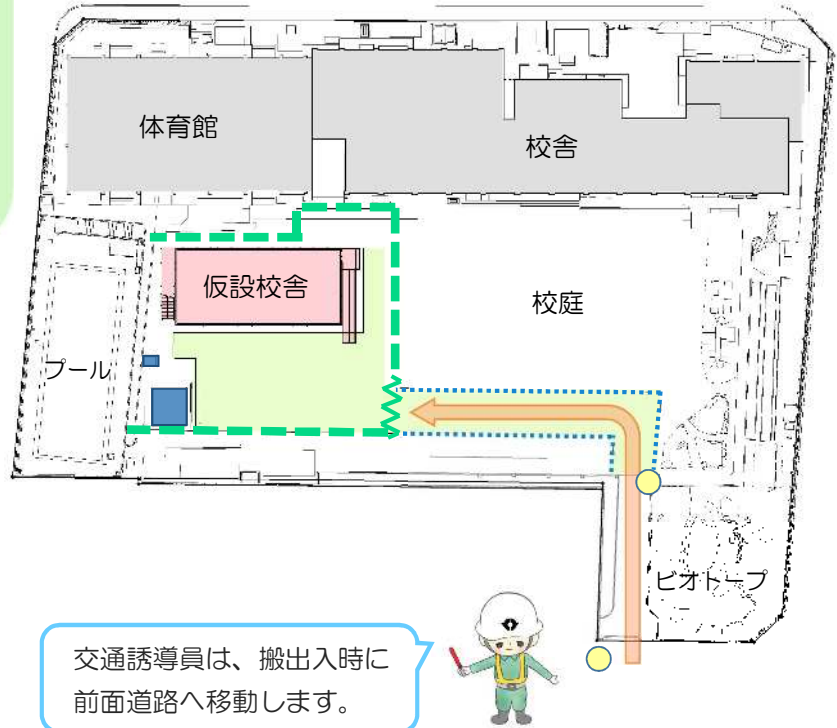 体育館
校舎
仮設校舎
校庭
プール
ビオトープ
交通誘導員は、搬出入時に
前面道路へ移動します。